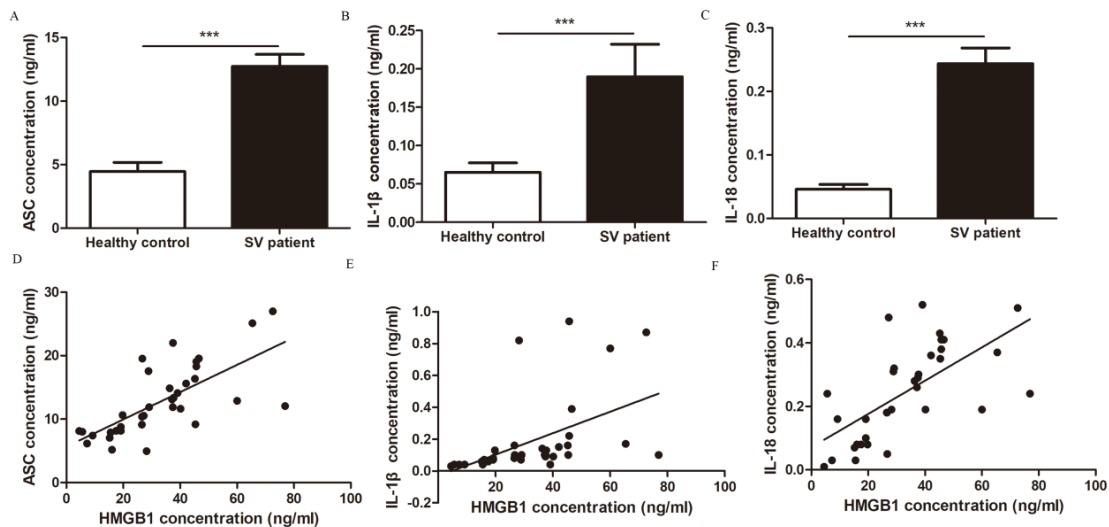 A
ASC concentration (ng/ml)
15
10
5
0
***
Healthy control
SV patient
B
IL-1β concentration (ng/ml)
0.25
0.20
0.15
0.10
0.05
0.00
***
Healthy control
SV patient
C
IL-18 concentration (ng/ml)
0.3
0.2
0.1
0.0
***
Healthy control
SV patient
D
ASC concentration (ng/ml)
30
20
10
0
0 20 40 60 80 100
HMGB1 concentration (ng/ml)
E
IL-1β concentration (ng/ml)
1.0
0.8
0.6
0.4
0.2
0.0
-0.2
20 40 60 80 100
HMGB1 concentration (ng/ml)
F
IL-18 concentration (ng/ml)
0.6
0.4
0.2
0.0
0 20 40 60 80 100
HMGB1 concentration (ng/ml)